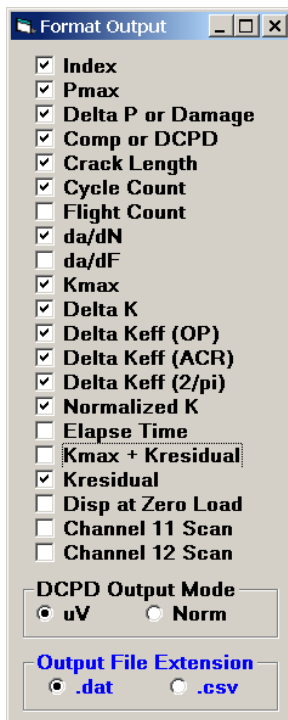 Format Output
Index
Pmax
Delta P or Damage
Comp or DCPD
Crack Length
Cycle Count
Flight Count
da/dN
da/dF
Kmax
Delta K
Delta Keff (OP)
Delta Keff (ACR)
Delta Keff (2/pi)
Normalized K
Elapse Time
Kmax + Kresidual
Kresidual
Disp at Zero Load
Channel 11 Scan
Channel 12 Scan
DCPD Output Mode
uV Norm
Output File Extension
.dat .csv